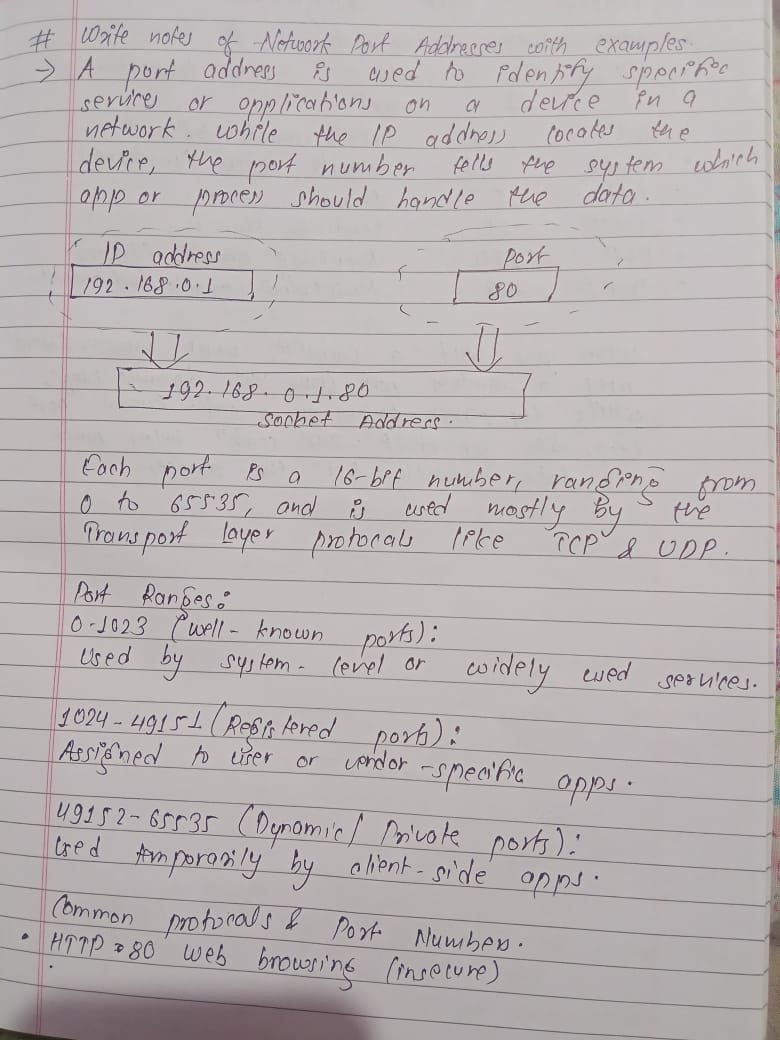 # Write notes of Network Port Addresses with examples.
→ A port address is used to identify specific
services or applications on a device in a
network. while the IP address locates the
device, the port number tells the system which
app or process should handle the data.
IP address Port
192.168.0.1 80
192.168.0.1.80
Socket Address.
Each port is a 16-bit number, ranging from
0 to 65535, and is used mostly by the
Transport layer protocals like TCP & UDP.
Port Ranges:
0-1023 (well-known ports):
Used by system-level or widely used services.
1024-49151 (Registered ports):
Assigned to user or vendor-specific apps.
49152-65535 (Dynamic/Private ports):
Used temporarily by client-side apps.
Common protocals & Port Numbers.
• HTTP → 80 Web browsing (insecure)